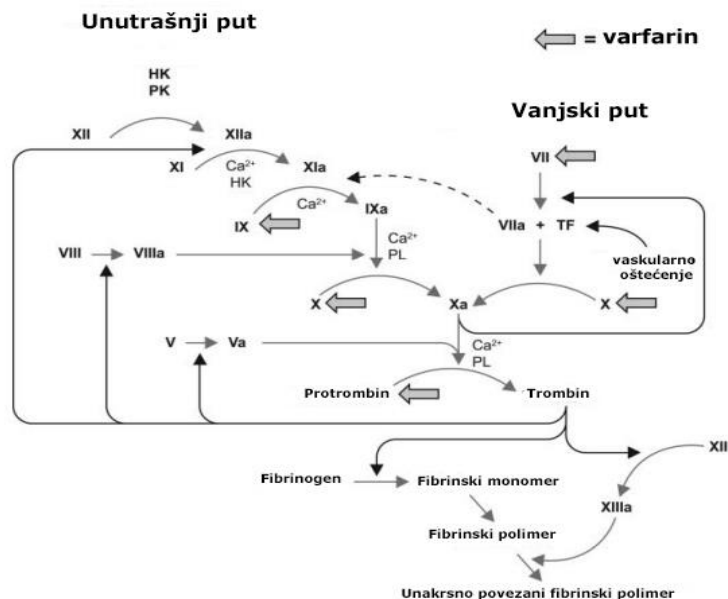 Unutrašnji put
= varfarin
HK
PK
Vanjski put
XII
XIIa
VII
XI
Ca²⁺
HK
XIa
Ca²⁺
IX
IXa
VIIa + TF
VIII
VIIIa
Ca²⁺
PL
vaskularno
oštećenje
X
Xa
X
V
Va
Ca²⁺
PL
Protrombin
Trombin
XII
Fibrinogen
Fibrinski monomer
XIIIa
Fibrinski polimer
Unakrsno povezani fibrinski polimer